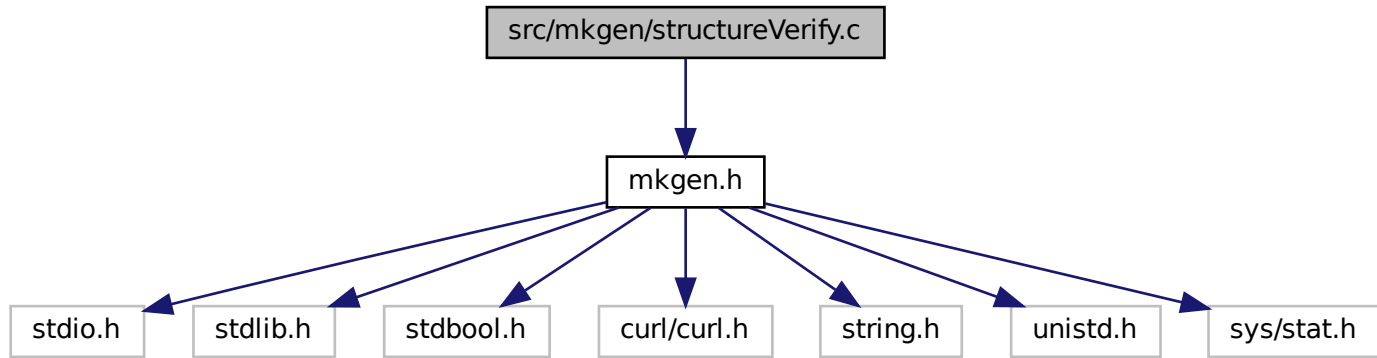 src/mkgen/structureVerify.c
mkgen.h
stdio.h
stdlib.h
stdbool.h
curl/curl.h
string.h
unistd.h
sys/stat.h